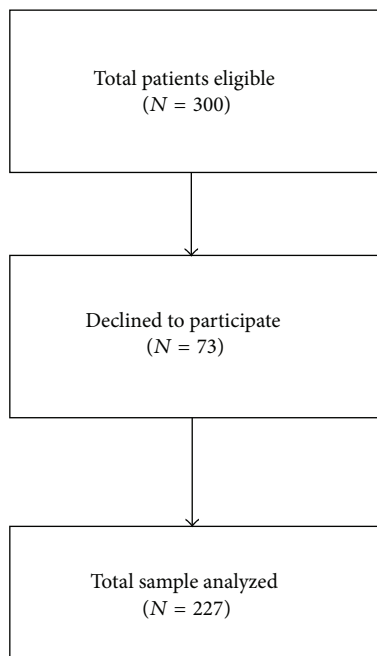 Total patients eligible
(N = 300)
Declined to participate
(N = 73)
Total sample analyzed
(N = 227)